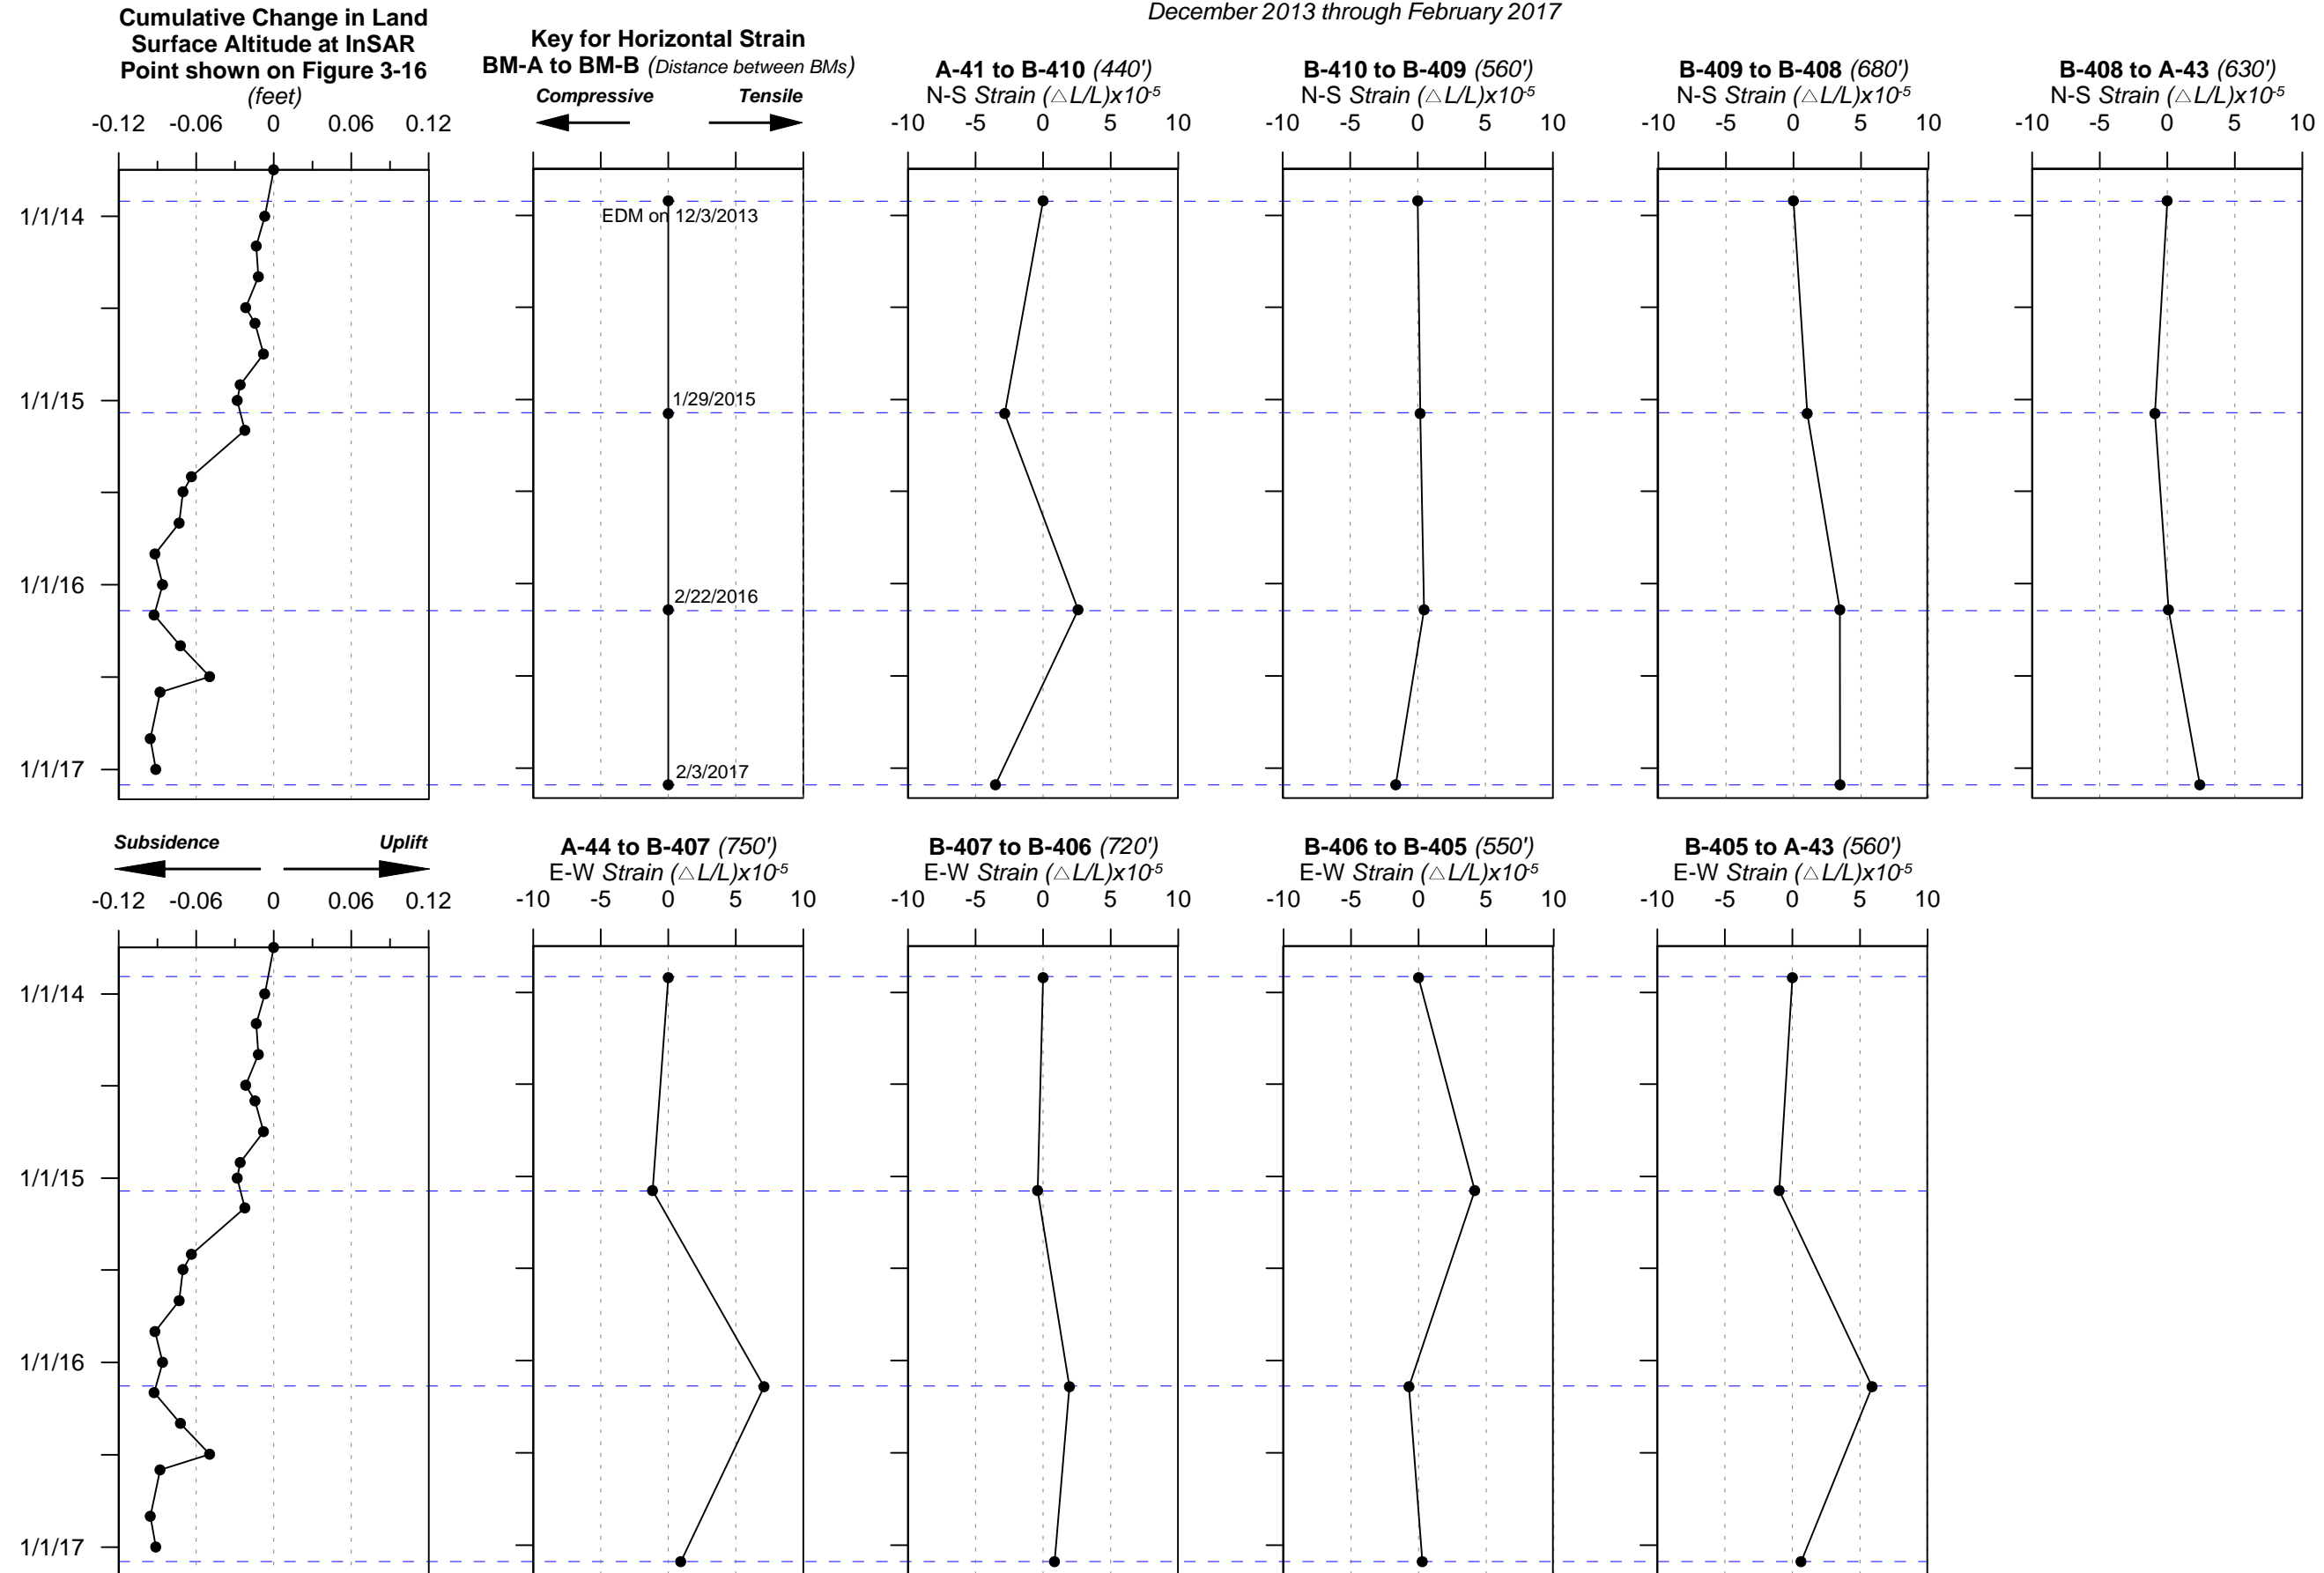 December 2013 through February 2017
Cumulative Change in Land
Surface Altitude at InSAR
Point shown on Figure 3-16
(feet)
-0.12 -0.06 0 0.06 0.12
Key for Horizontal Strain
BM-A to BM-B (Distance between BMs)
Compressive Tensile
A-41 to B-410 (440')
N-S Strain (△L/L)x10-5
-10 -5 0 5 10
B-410 to B-409 (560')
N-S Strain (△L/L)x10-5
-10 -5 0 5 10
B-409 to B-408 (680')
N-S Strain (△L/L)x10-5
-10 -5 0 5 10
B-408 to A-43 (630')
N-S Strain (△L/L)x10-5
-10 -5 0 5 10
1/1/14
1/1/15
1/1/16
1/1/17
EDM on 12/3/2013
1/29/2015
2/22/2016
2/3/2017
Subsidence Uplift
-0.12 -0.06 0 0.06 0.12
A-44 to B-407 (750')
E-W Strain (△L/L)x10-5
-10 -5 0 5 10
B-407 to B-406 (720')
E-W Strain (△L/L)x10-5
-10 -5 0 5 10
B-406 to B-405 (550')
E-W Strain (△L/L)x10-5
-10 -5 0 5 10
B-405 to A-43 (560')
E-W Strain (△L/L)x10-5
-10 -5 0 5 10
1/1/14
1/1/15
1/1/16
1/1/17